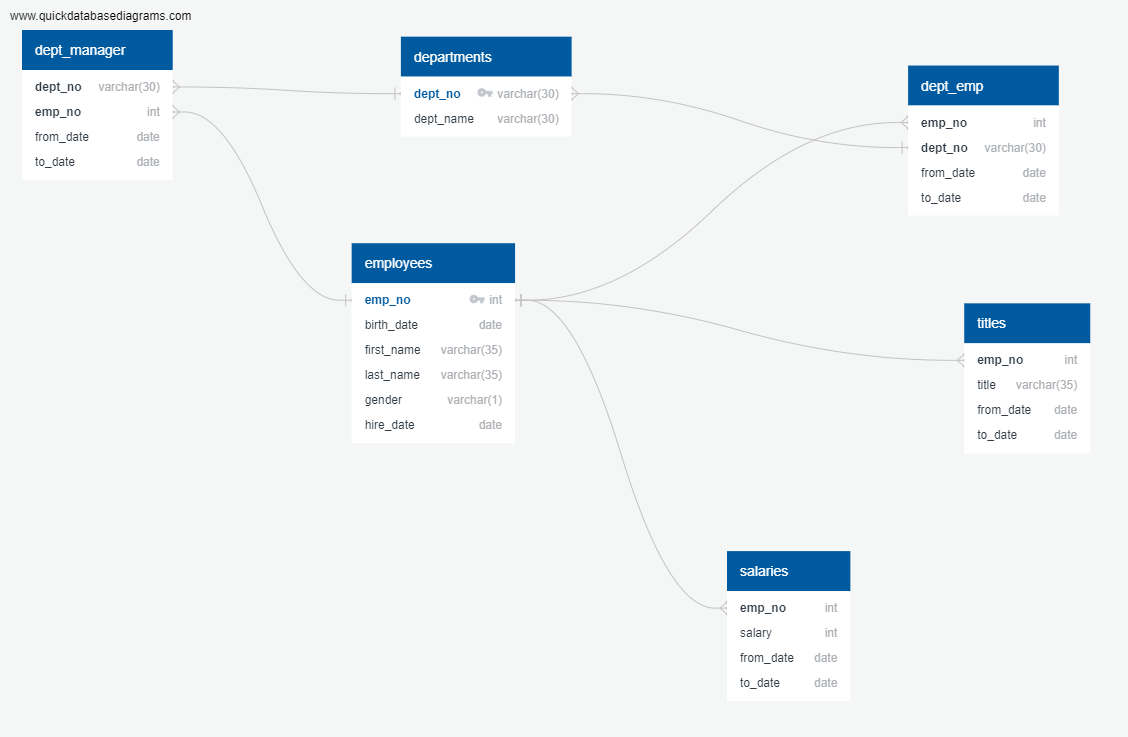 www.quickdatabasediagrams.com
dept_manager
dept_no varchar(30)
emp_no int
from_date date
to_date date
departments
dept_no varchar(30)
dept_name varchar(30)
dept_emp
emp_no int
dept_no varchar(30)
from_date date
to_date date
employees
emp_no int
birth_date date
first_name varchar(35)
last_name varchar(35)
gender varchar(1)
hire_date date
titles
emp_no int
title varchar(35)
from_date date
to_date date
salaries
emp_no int
salary int
from_date date
to_date date